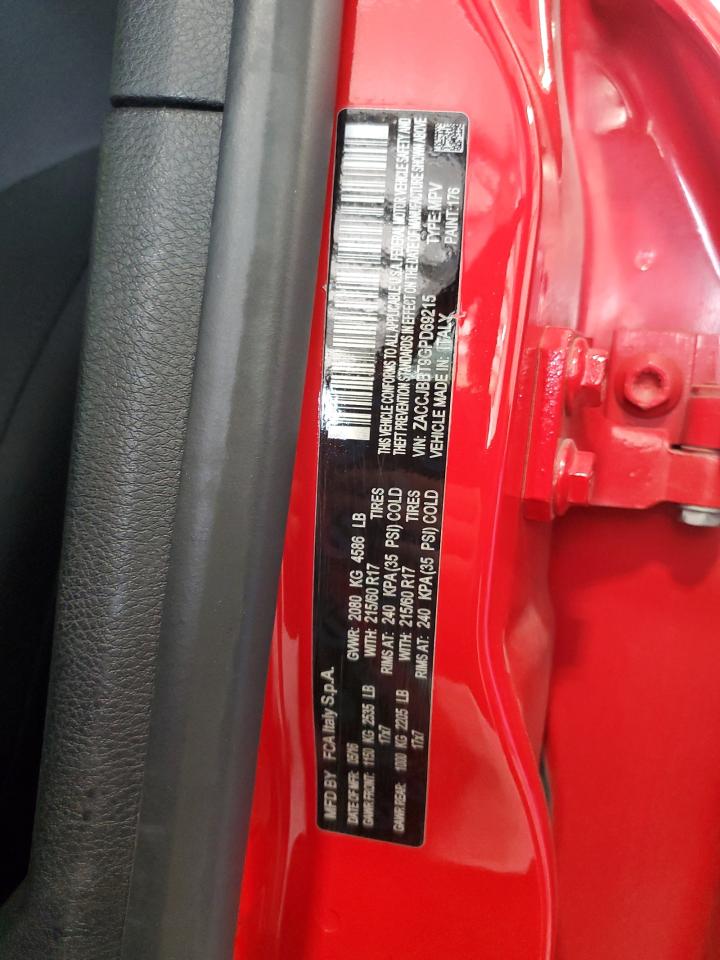 MFD BY FCA Italy S.p.A.
DATE OF MFR: 05/16 GVWR: 2080 KG 4586 LB
GAWR FRONT: 1150 KG 2535 LB WITH: 215/60 R17 TIRES
17x7 RIMS AT: 240 KPA(35 PSI) COLD
GAWR REAR: 1000 KG 2205 LB WITH: 215/60 R17 TIRES
17x7 RIMS AT: 240 KPA(35 PSI) COLD
THIS VEHICLE CONFORMS TO ALL APPLICABLE U.S.A. FEDERAL MOTOR VEHICLE SAFETY AND
THEFT PREVENTION STANDARDS IN EFFECT ON THE DATE OF MANUFACTURE SHOWN ABOVE
VIN: ZACCJBBT9GPD69215 TYPE: MPV
VEHICLE MADE IN: ITALY PAINT: 176